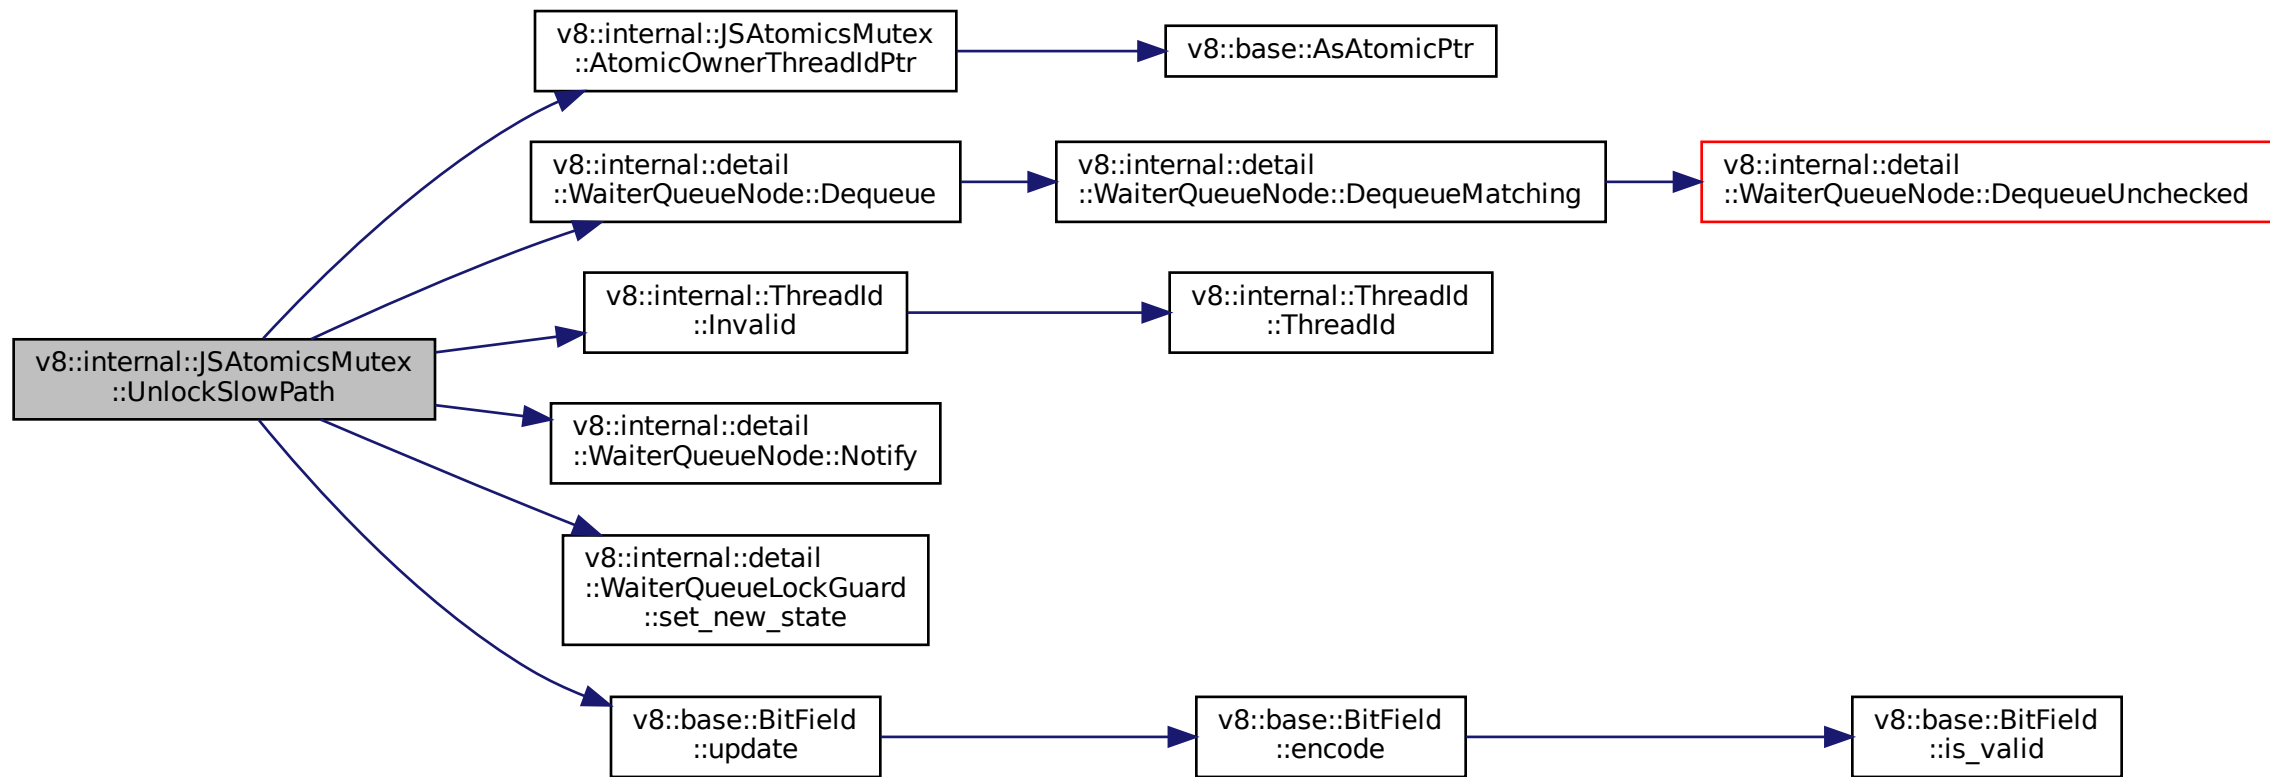 v8::internal::JSAtomicsMutex
::AtomicOwnerThreadIdPtr
v8::base::AsAtomicPtr
v8::internal::detail
::WaiterQueueNode::Dequeue
v8::internal::detail
::WaiterQueueNode::DequeueMatching
v8::internal::detail
::WaiterQueueNode::DequeueUnchecked
v8::internal::ThreadId
::Invalid
v8::internal::ThreadId
::ThreadId
v8::internal::JSAtomicsMutex
::UnlockSlowPath
v8::internal::detail
::WaiterQueueNode::Notify
v8::internal::detail
::WaiterQueueLockGuard
::set_new_state
v8::base::BitField
::update
v8::base::BitField
::encode
v8::base::BitField
::is_valid